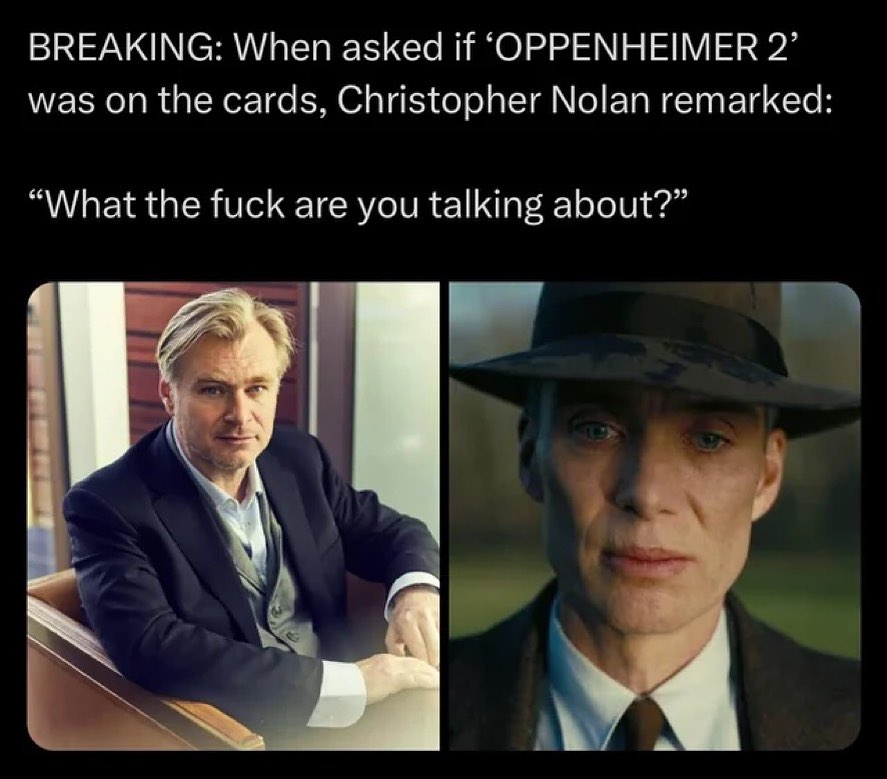 BREAKING: When asked if ‘OPPENHEIMER 2’
was on the cards, Christopher Nolan remarked:
“What the fuck are you talking about?”